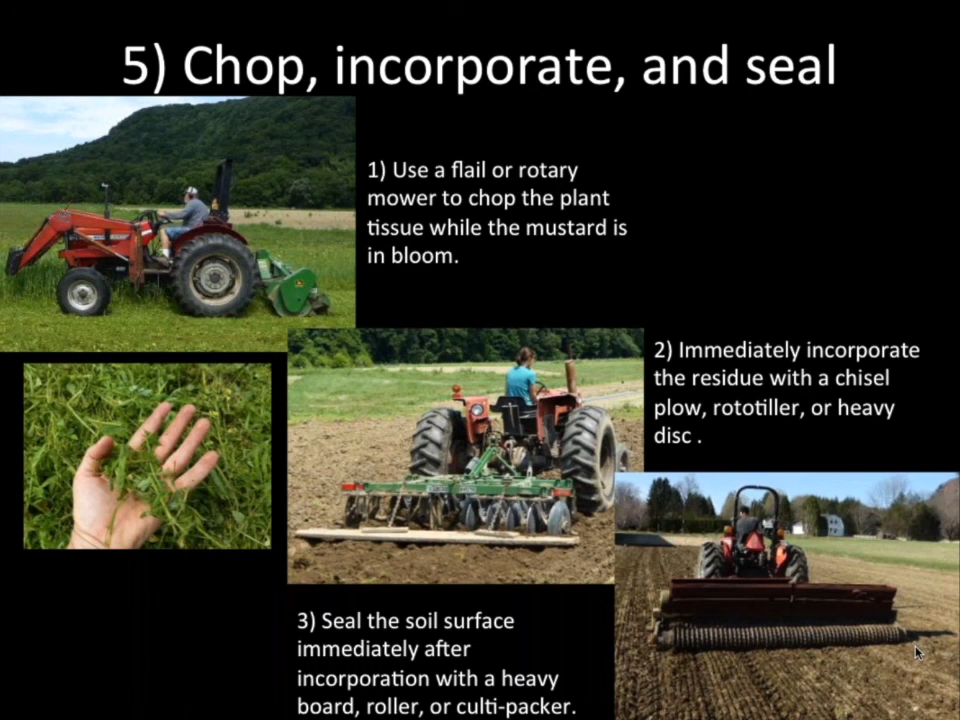 5) Chop, incorporate, and seal
1) Use a flail or rotary
mower to chop the plant
tissue while the mustard is
in bloom.
2) Immediately incorporate
the residue with a chisel
plow, rototiller, or heavy
disc .
3) Seal the soil surface
immediately after
incorporation with a heavy
board, roller, or culti-packer.